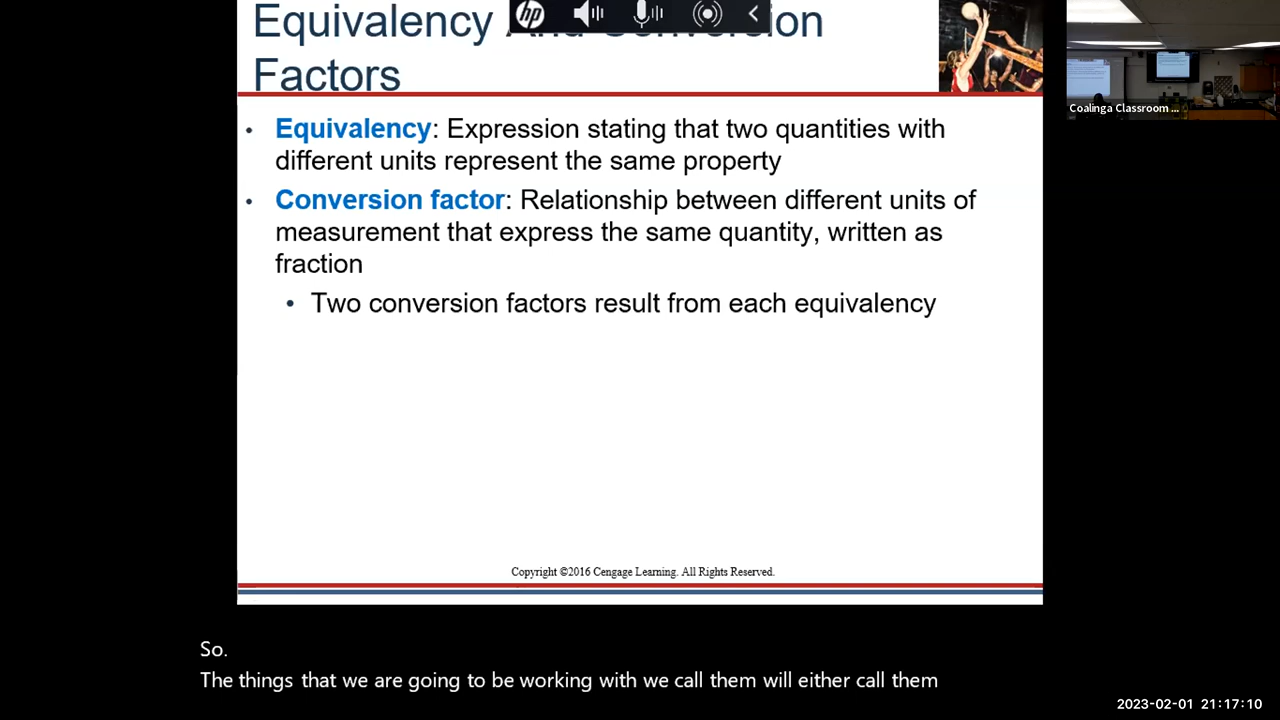 Equivalency And Conversion
Factors
hp
Coalinga Classroom ...
• Equivalency: Expression stating that two quantities with
different units represent the same property
• Conversion factor: Relationship between different units of
measurement that express the same quantity, written as
fraction
• Two conversion factors result from each equivalency
Copyright ©2016 Cengage Learning. All Rights Reserved.
So.
The things that we are going to be working with we call them will either call them
2023-02-01 21:17:10